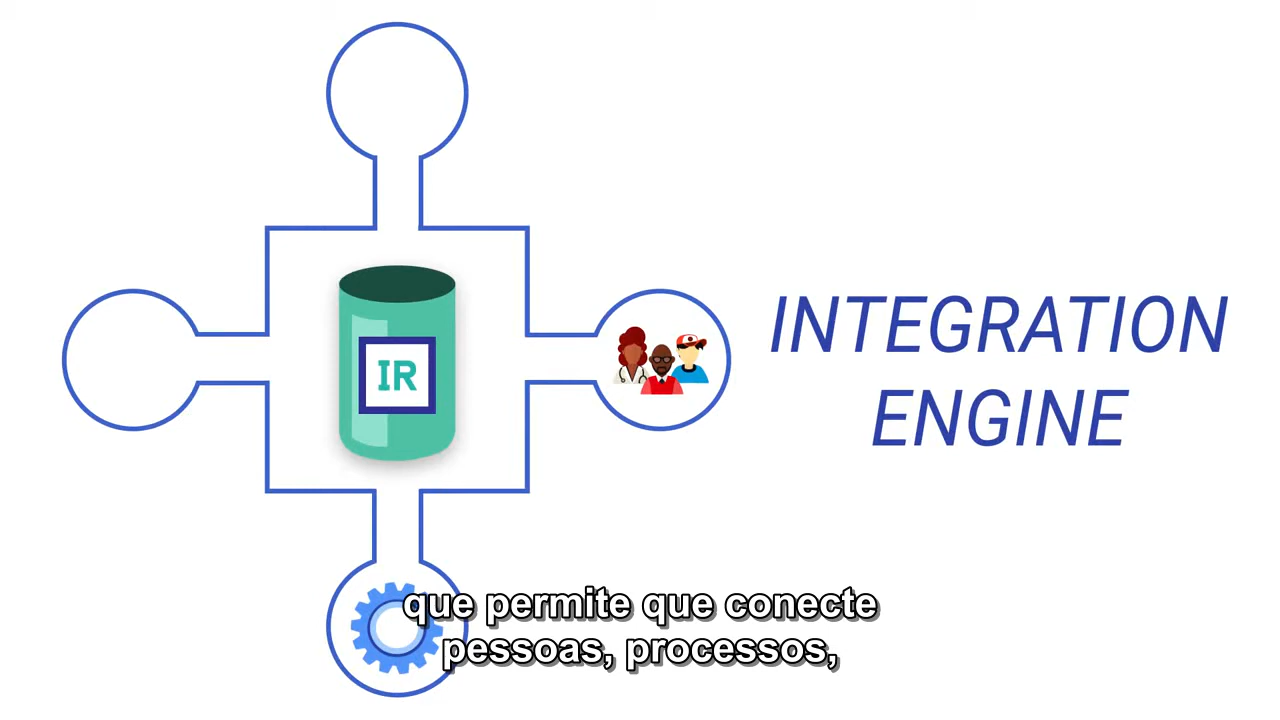 IR
INTEGRATION
ENGINE
que permite que conecte
pessoas, processos,